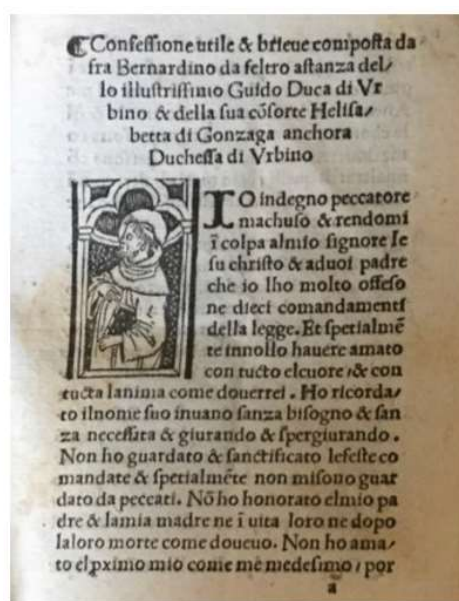 ¶Confessione utile & brieue composta da
fra Bernardino da feltro astanza del/
lo illustrissimo Guido Duca di Vr
bino & della sua cõsorte Helisa/
betta di Gonzaga anchora
Duchessa di Vrbino
IO indegno peccatore
machuso & rendomi
ĩ colpa almio signore Ie
su christo & aduoi padre
che io lho molto offeso
ne dieci comandamenti
della legge. Et spetialmẽ
te innollo hauere amato
con tucto elcuore & con
tucta lanima come douerrei. Ho ricorda/
to ilnome suo inuano sanza bisogno & san
za necessita & giurando & spergiurando.
Non ho guardato & sanctificato lefeste co
mandate & spetialmẽte non misono guar
dato da peccati. Nõ ho honorato elmio pa
dre & lamia madre ne ĩ uita loro ne dopo
laloro morte come doueuo. Non ho ama/
to elpximo mio come me medesimo, por
a